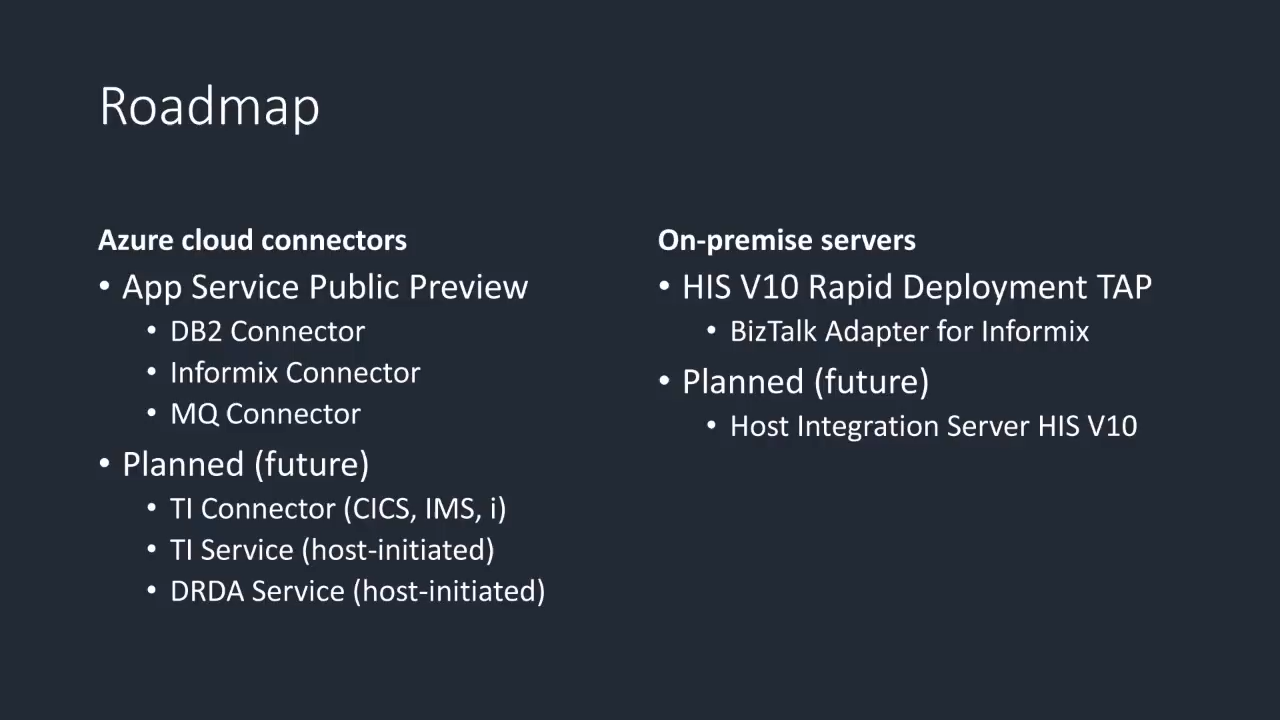 Roadmap
Azure cloud connectors
• App Service Public Preview
• DB2 Connector
• Informix Connector
• MQ Connector
• Planned (future)
• TI Connector (CICS, IMS, i)
• TI Service (host-initiated)
• DRDA Service (host-initiated)
On-premise servers
• HIS V10 Rapid Deployment TAP
• BizTalk Adapter for Informix
• Planned (future)
• Host Integration Server HIS V10